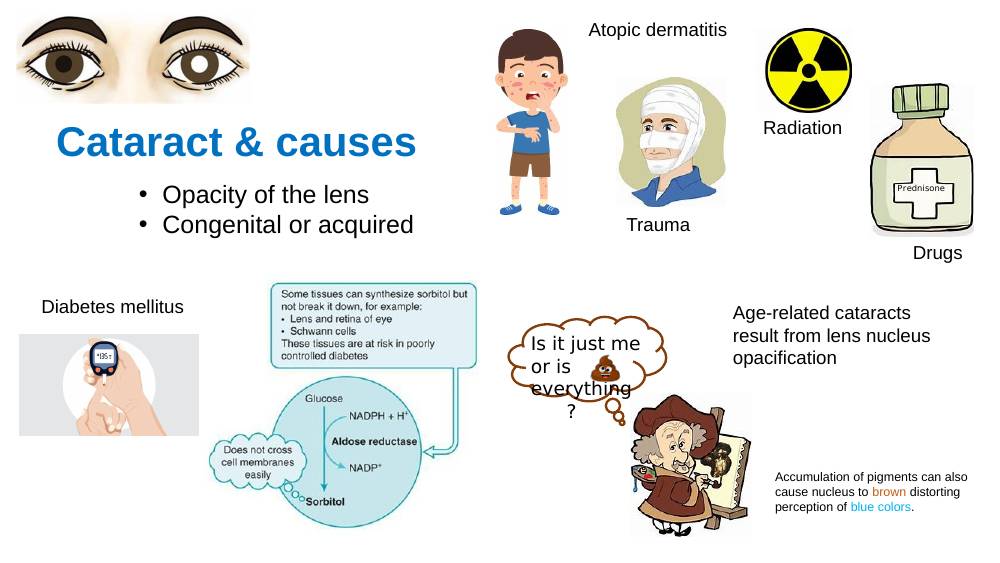 Cataract & causes
• Opacity of the lens
• Congenital or acquired
Atopic dermatitis
Trauma
Radiation
Prednisone
Drugs
Diabetes mellitus
Some tissues can synthesize sorbitol but
not break it down, for example:
• Lens and retina of eye
• Schwann cells
These tissues are at risk in poorly
controlled diabetes
Glucose
NADPH + H⁺
Aldose reductase
NADP⁺
Does not cross
cell membranes
easily
Sorbitol
Is it just me
or is
everything
?
Age-related cataracts
result from lens nucleus
opacification
Accumulation of pigments can also
cause nucleus to brown distorting
perception of blue colors.